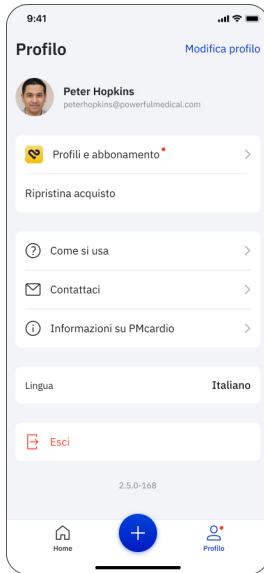 9:41
Profilo
Modifica profilo
Peter Hopkins
peterhopkins@powerfulmedical.com
Profili e abbonamento
Ripristina acquisto
Come si usa
Contattaci
Informazioni su PMcardio
Lingua
Italiano
Esci
2.5.0-168
Home
Profilo